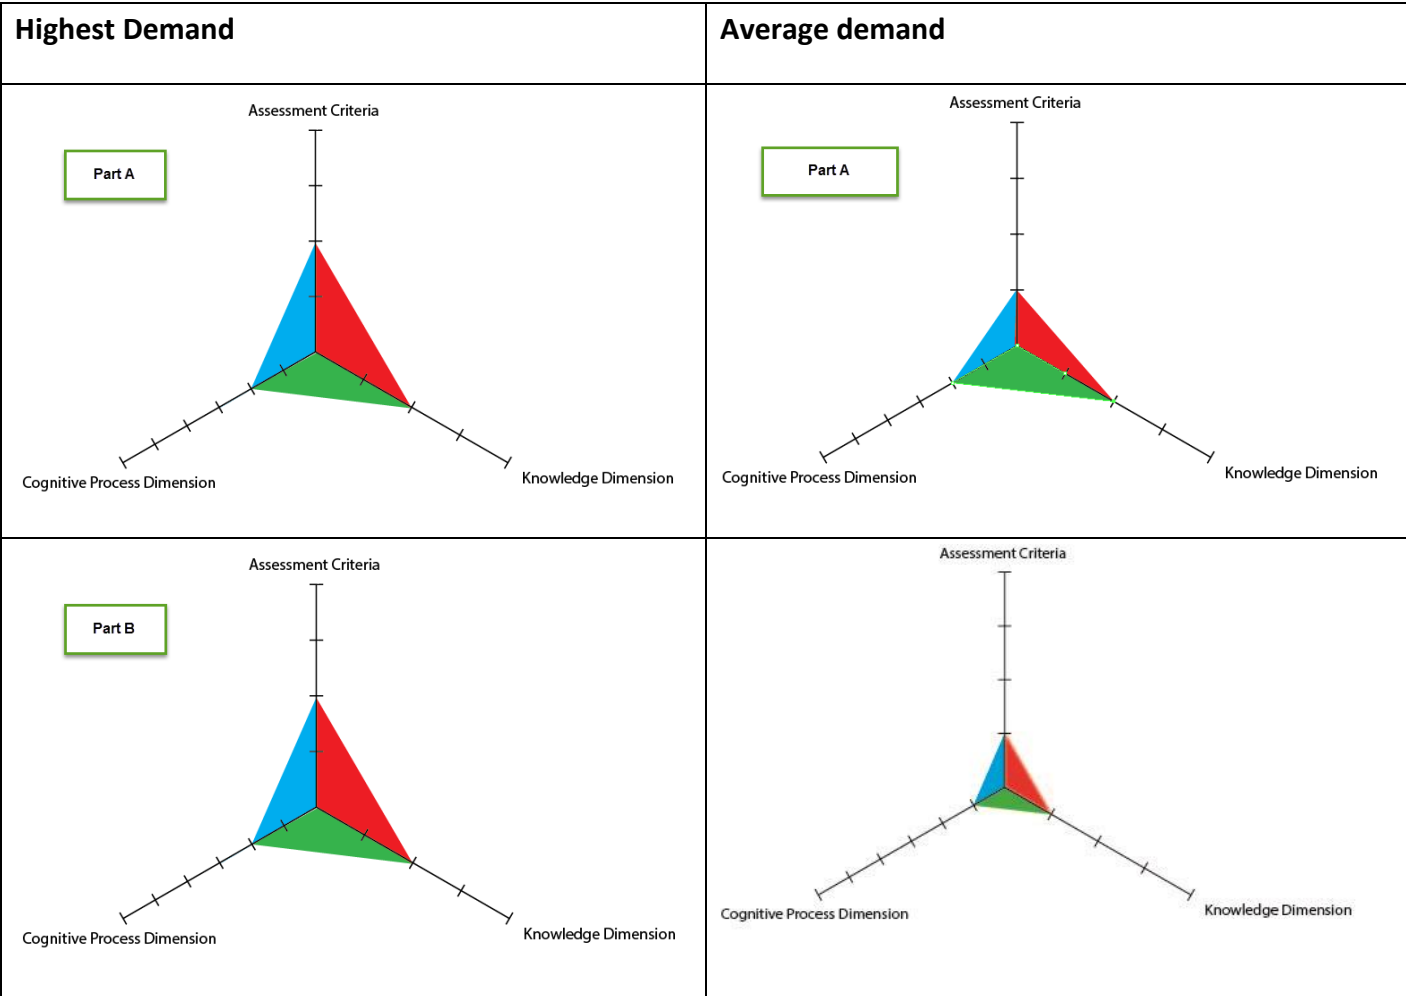 Highest Demand
Average demand
Assessment Criteria
Part A
Cognitive Process Dimension
Knowledge Dimension
Assessment Criteria
Part A
Cognitive Process Dimension
Knowledge Dimension
Assessment Criteria
Part B
Cognitive Process Dimension
Knowledge Dimension
Assessment Criteria
Cognitive Process Dimension
Knowledge Dimension